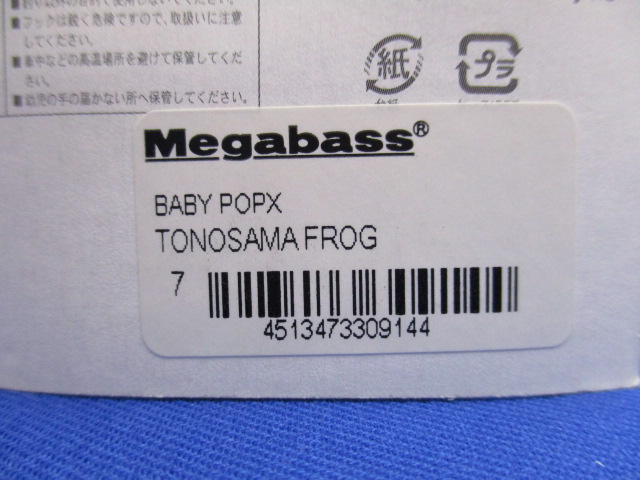 ■フックは鋭く危険ですので、取扱いに注意
してください。
■車中などの高温場所を避けて保管してくだ
さい。
■幼児の手の届かない所へ保管してください。
紙
プラ
Megabass®
BABY POPX
TONOSAMA FROG
7
4513473309144